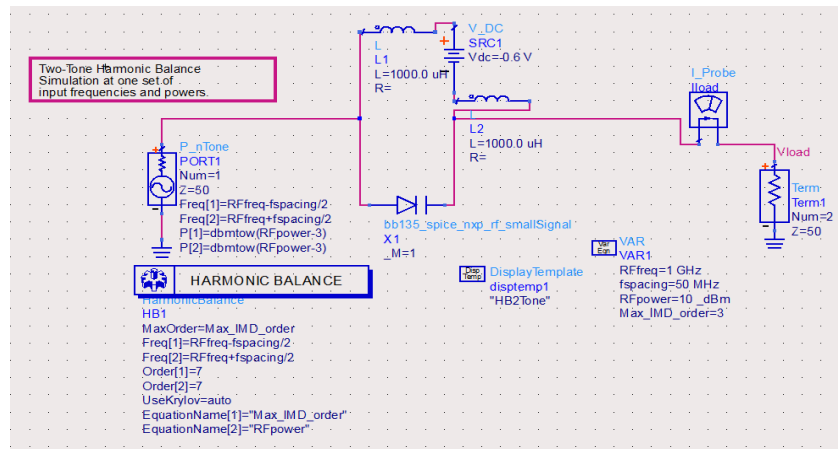 Two-Tone Harmonic Balance
Simulation at one set of
input frequencies and powers.
L
L1
L=1000.0 uH
R=
V_DC
SRC1
Vdc=-0.6 V
L
L2
L=1000.0 uH
R=
I_Probe
Iload
Vload
Term
Term1
Num=2
Z=50
P_nTone
PORT1
Num=1
Z=50
Freq[1]=RFfreq-fspacing/2
Freq[2]=RFfreq+fspacing/2
P[1]=dbmtow(RFpower-3)
P[2]=dbmtow(RFpower-3)
bb135_spice_nxp_rf_smallSignal
X1
_M=1
Disp
Temp
DisplayTemplate
disptemp1
"HB2Tone"
Var
Eqn
VAR
VAR1
RFfreq=1 GHz
fspacing=50 MHz
RFpower=10 _dBm
Max_IMD_order=3
HARMONIC BALANCE
HarmonicBalance
HB1
MaxOrder=Max_IMD_order
Freq[1]=RFfreq-fspacing/2
Freq[2]=RFfreq+fspacing/2
Order[1]=7
Order[2]=7
UseKrylov=auto
EquationName[1]="Max_IMD_order"
EquationName[2]="RFpower"